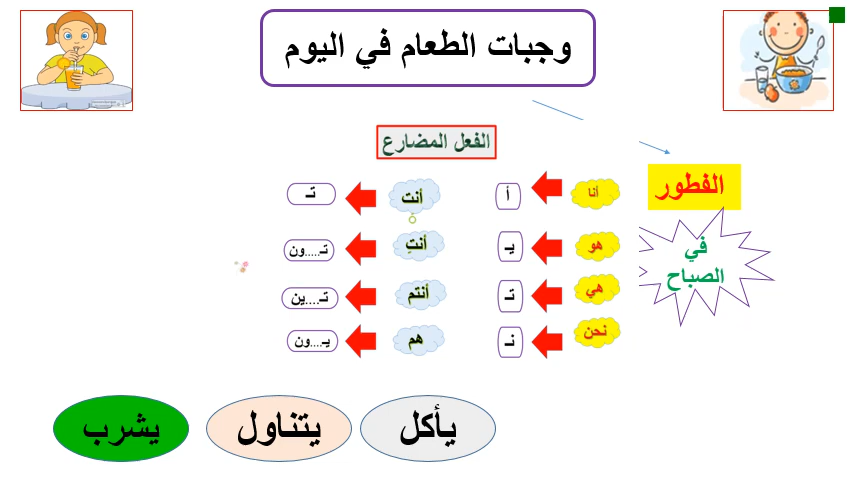 وجبات الطعام في اليوم
الفعل المضارع
الفطور
في
الصباح
أنا
أ
أنت
تـ
هو
يـ
أنتِ
تـ.....ون
هي
تـ
أنتم
تـ....ين
نحن
نـ
هم
يـ....ون
يأكل
يتناول
يشرب